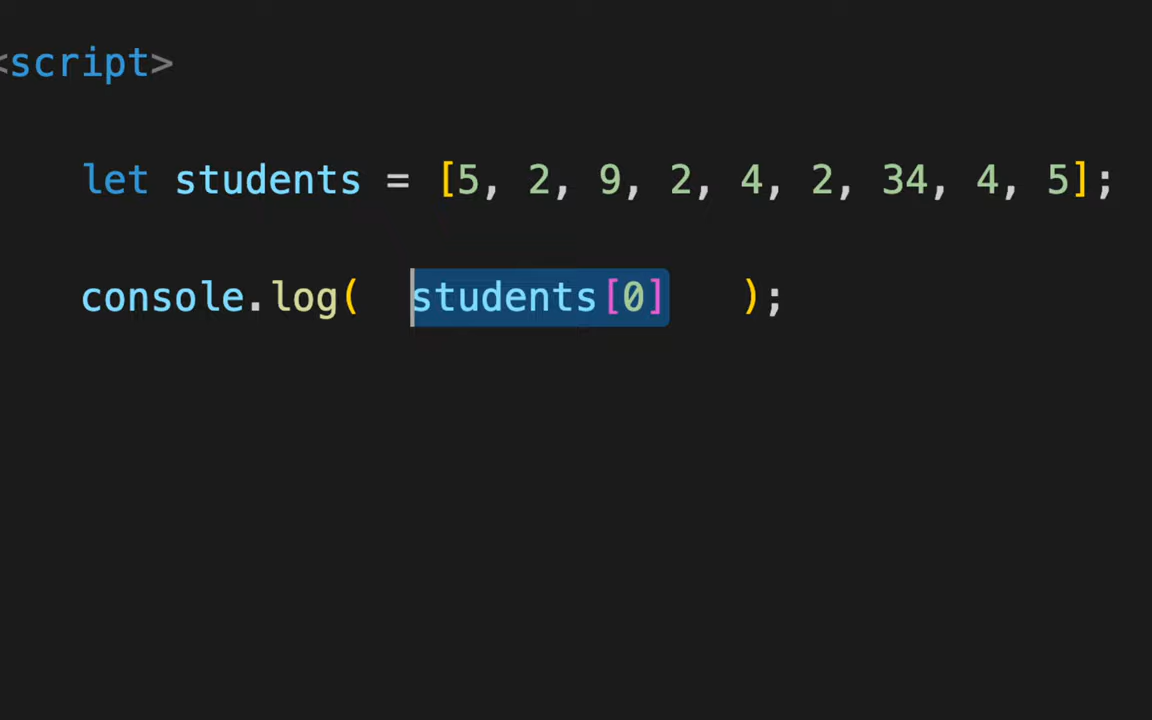 <script>
let students = [5, 2, 9, 2, 4, 2, 34, 4, 5];
console.log(  students[0]   );